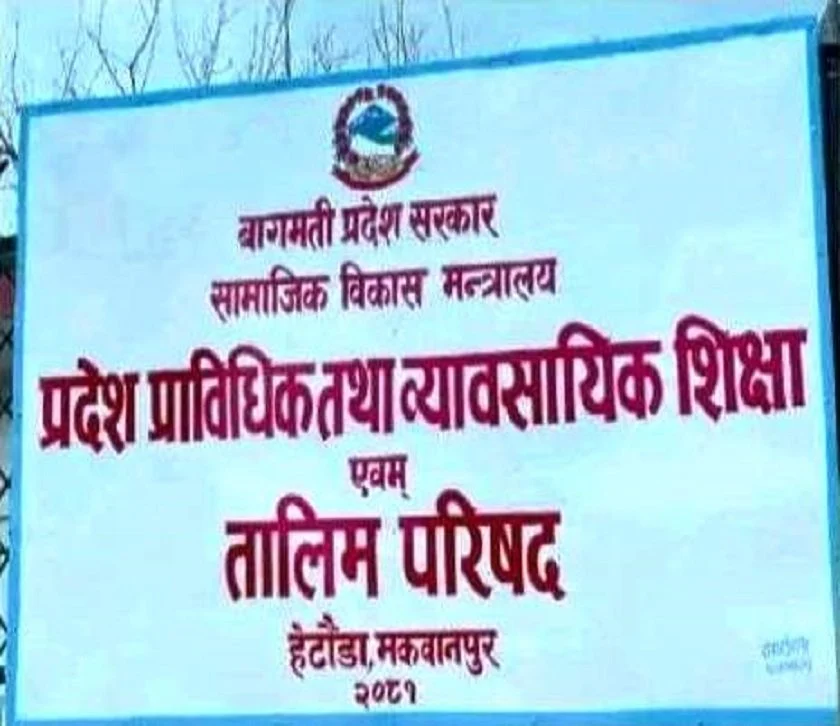 बागमती प्रदेश सरकार
सामाजिक विकास मन्त्रालय
प्रदेश प्राविधिक तथा व्यावसायिक शिक्षा
एवम्
तालिम परिषद
हेटौंडा, मकवानपुर
२०८१